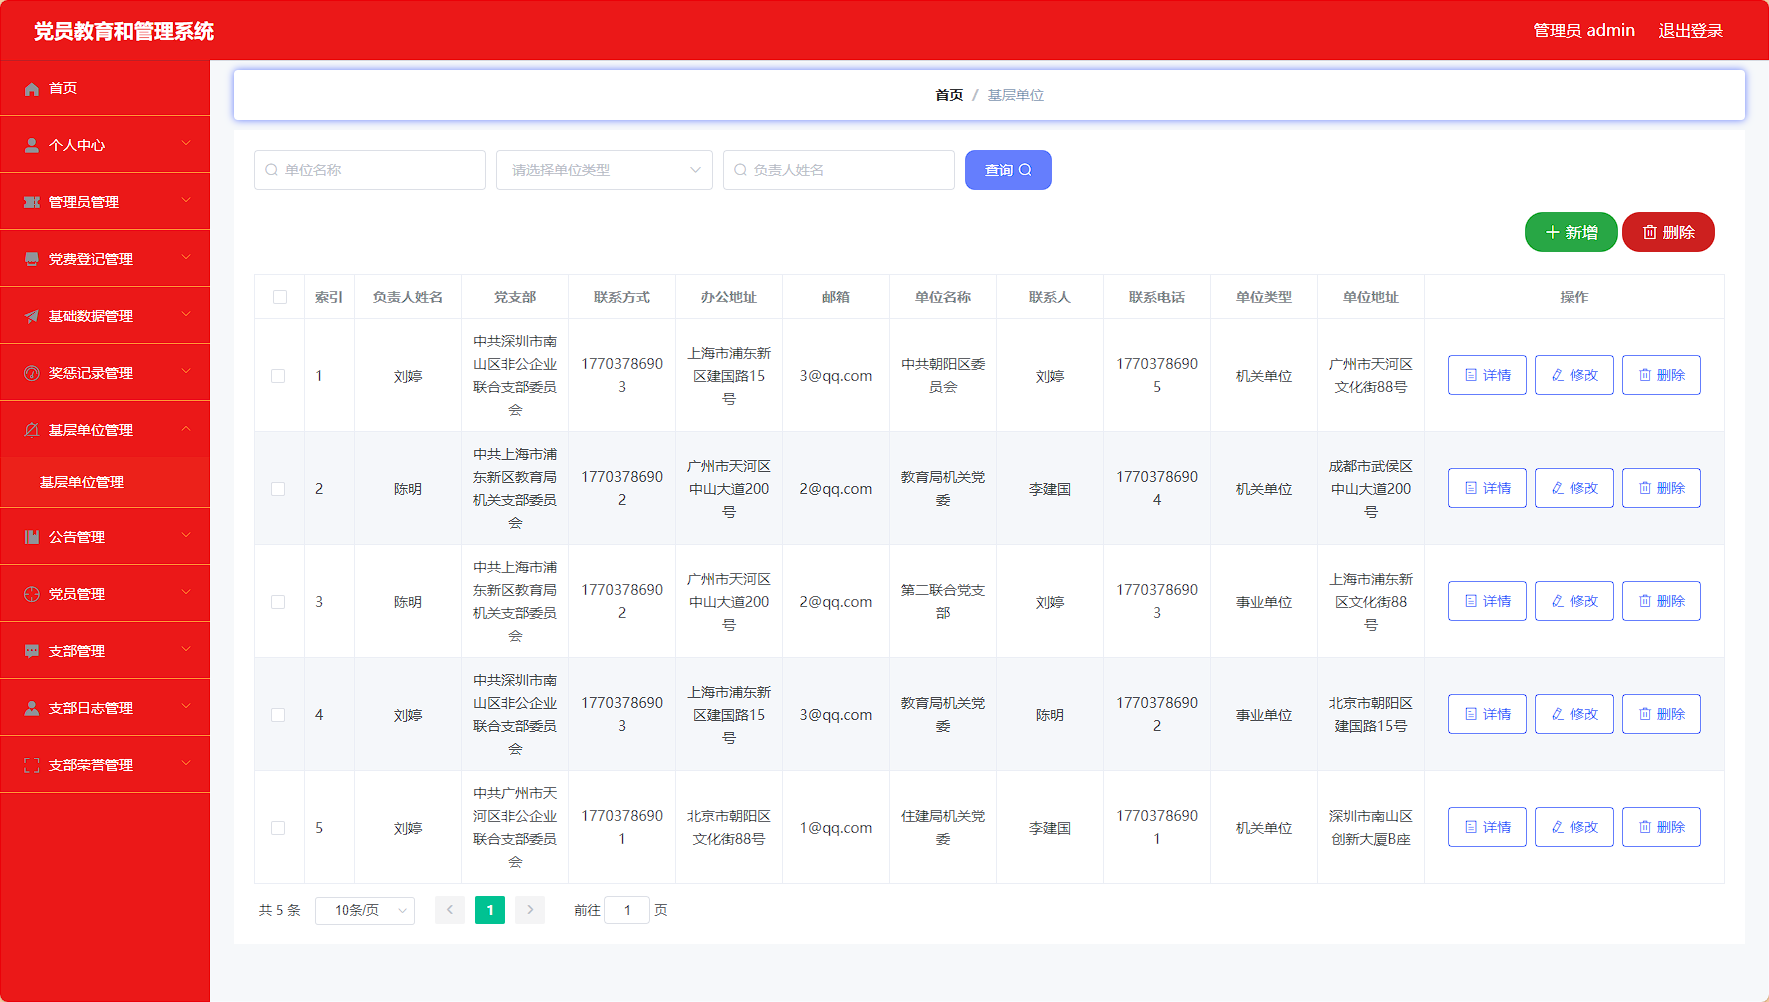 党员教育和管理系统
管理员 admin 退出登录
首页
个人中心
管理员管理
党费登记管理
基础数据管理
奖惩记录管理
基层单位管理
基层单位管理
公告管理
党员管理
支部管理
支部日志管理
支部荣誉管理
首页 / 基层单位
单位名称 请选择单位类型 负责人姓名 查询
新增 删除
索引 负责人姓名 党支部 联系方式 办公地址 邮箱 单位名称 联系人 联系电话 单位类型 单位地址 操作
1 刘婷 中共深圳市南山区非公企业联合支部委员会 17703786903 上海市浦东新区建国路15号 3@qq.com 中共朝阳区委员会 刘婷 17703786905 机关单位 广州市天河区文化街88号 详情 修改 删除
2 陈明 中共上海市浦东新区教育局机关支部委员会 17703786902 广州市天河区中山大道200号 2@qq.com 教育局机关党委 李建国 17703786904 机关单位 成都市武侯区中山大道200号 详情 修改 删除
3 陈明 中共上海市浦东新区教育局机关支部委员会 17703786902 广州市天河区中山大道200号 2@qq.com 第二联合党支部 刘婷 17703786903 事业单位 上海市浦东新区文化街88号 详情 修改 删除
4 刘婷 中共深圳市南山区非公企业联合支部委员会 17703786903 上海市浦东新区建国路15号 3@qq.com 教育局机关党委 陈明 17703786902 事业单位 北京市朝阳区建国路15号 详情 修改 删除
5 刘婷 中共广州市天河区非公企业联合支部委员会 17703786901 北京市朝阳区文化街88号 1@qq.com 住建局机关党委 李建国 17703786901 机关单位 深圳市南山区创新大厦B座 详情 修改 删除
共 5 条 10条/页 1 前往 1 页